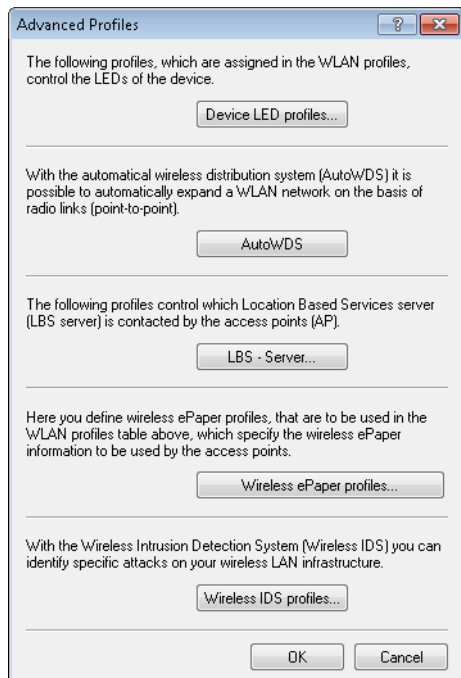 Advanced Profiles
?
The following profiles, which are assigned in the WLAN profiles,
control the LEDs of the device.
Device LED profiles...
With the automatical wireless distribution system (AutoWDS) it is
possible to automatically expand a WLAN network on the basis of
radio links (point-to-point).
AutoWDS
The following profiles control which Location Based Services server
(LBS server) is contacted by the access points (AP).
LBS - Server...
Here you define wireless ePaper profiles, that are to be used in the
WLAN profiles table above, which specify the wireless ePaper
information to be used by the access points.
Wireless ePaper profiles...
With the Wireless Intrusion Detection System (Wireless IDS) you can
identify specific attacks on your wireless LAN infrastructure.
Wireless IDS profiles...
OK Cancel